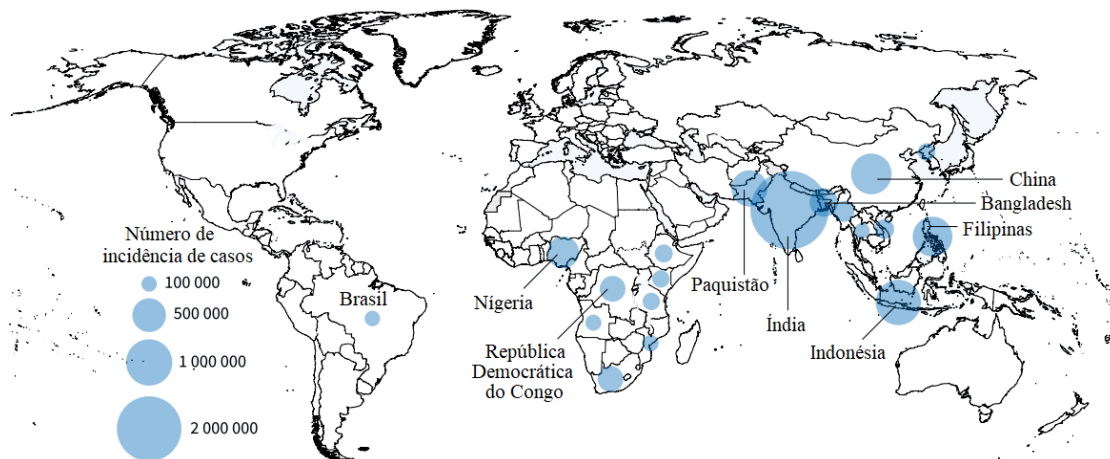 Número de
incidência de casos
100 000
500 000
1 000 000
2 000 000
Brasil
Nígeria
República
Democrática
do Congo
Paquistão
Índia
China
Bangladesh
Filipinas
Indonésia